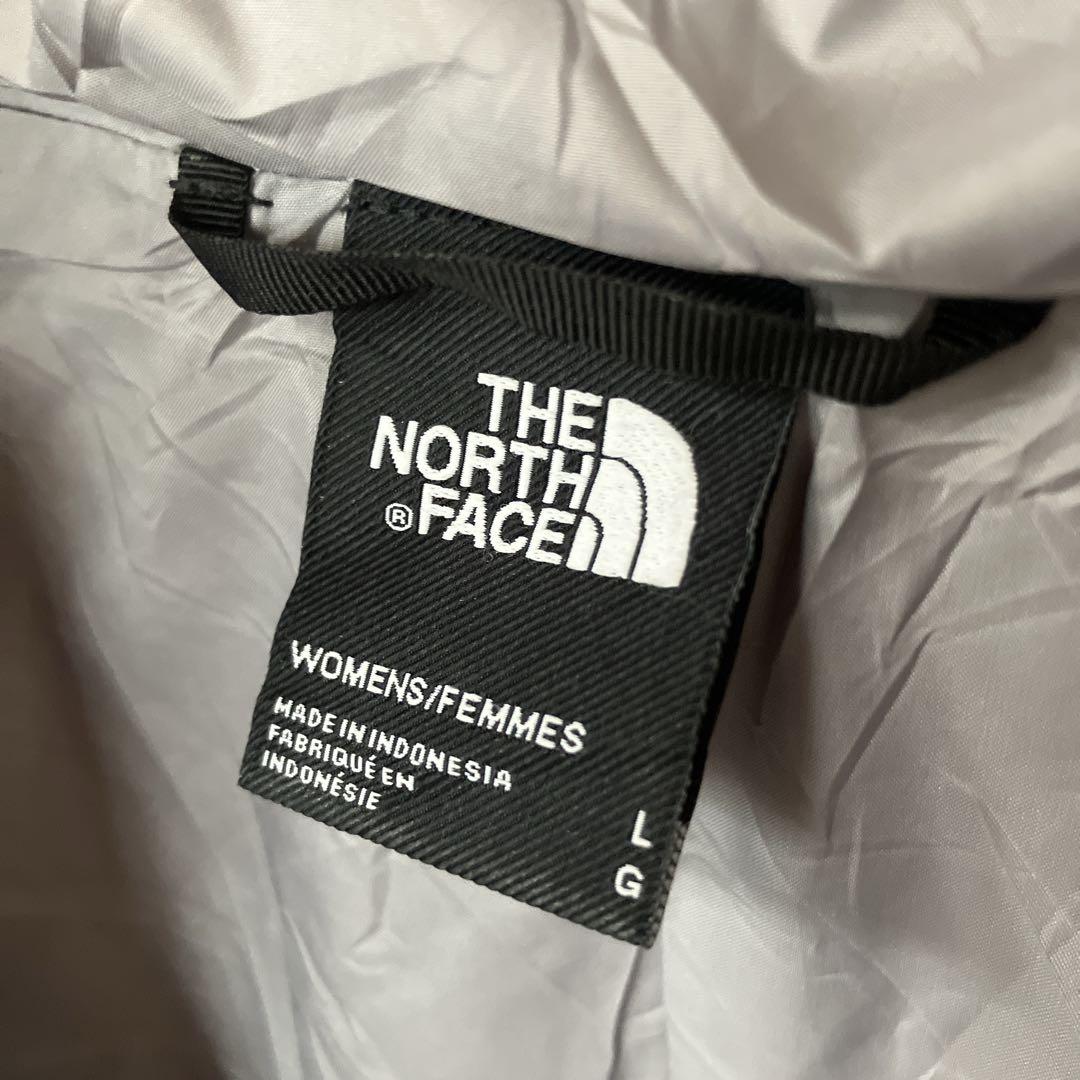 THE
NORTH
®FACE
WOMENS/FEMMES
MADE IN INDONESIA
FABRIQUÉ EN
INDONÉSIE
L
G